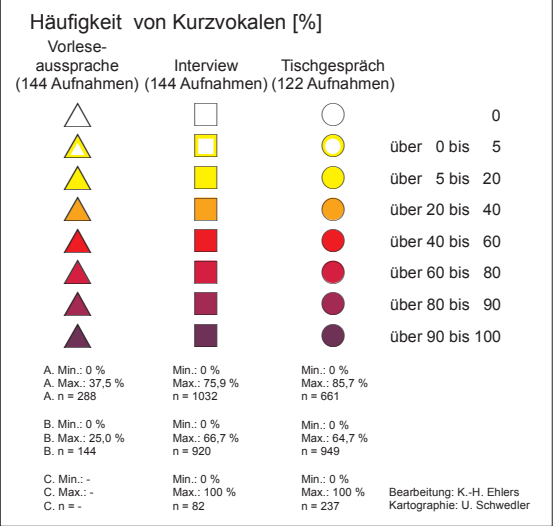 Häufigkeit von Kurzvokalen [%]
Vorlese-
aussprache Interview Tischgespräch
(144 Aufnahmen) (144 Aufnahmen) (122 Aufnahmen)
0
über 0 bis 5
über 5 bis 20
über 20 bis 40
über 40 bis 60
über 60 bis 80
über 80 bis 90
über 90 bis 100
A. Min.: 0 % Min.: 0 % Min.: 0 %
A. Max.: 37,5 % Max.: 75,9 % Max.: 85,7 %
A. n = 288 n = 1032 n = 661
B. Min.: 0 % Min.: 0 % Min.: 0 %
B. Max.: 25,0 % Max.: 66,7 % Max.: 64,7 %
B. n = 144 n = 920 n = 949
C. Min.: - Min.: 0 % Min.: 0 %
C. Max.: - Max.: 100 % Max.: 100 % Bearbeitung: K.-H. Ehlers
C. n = - n = 82 n = 237 Kartographie: U. Schwedler